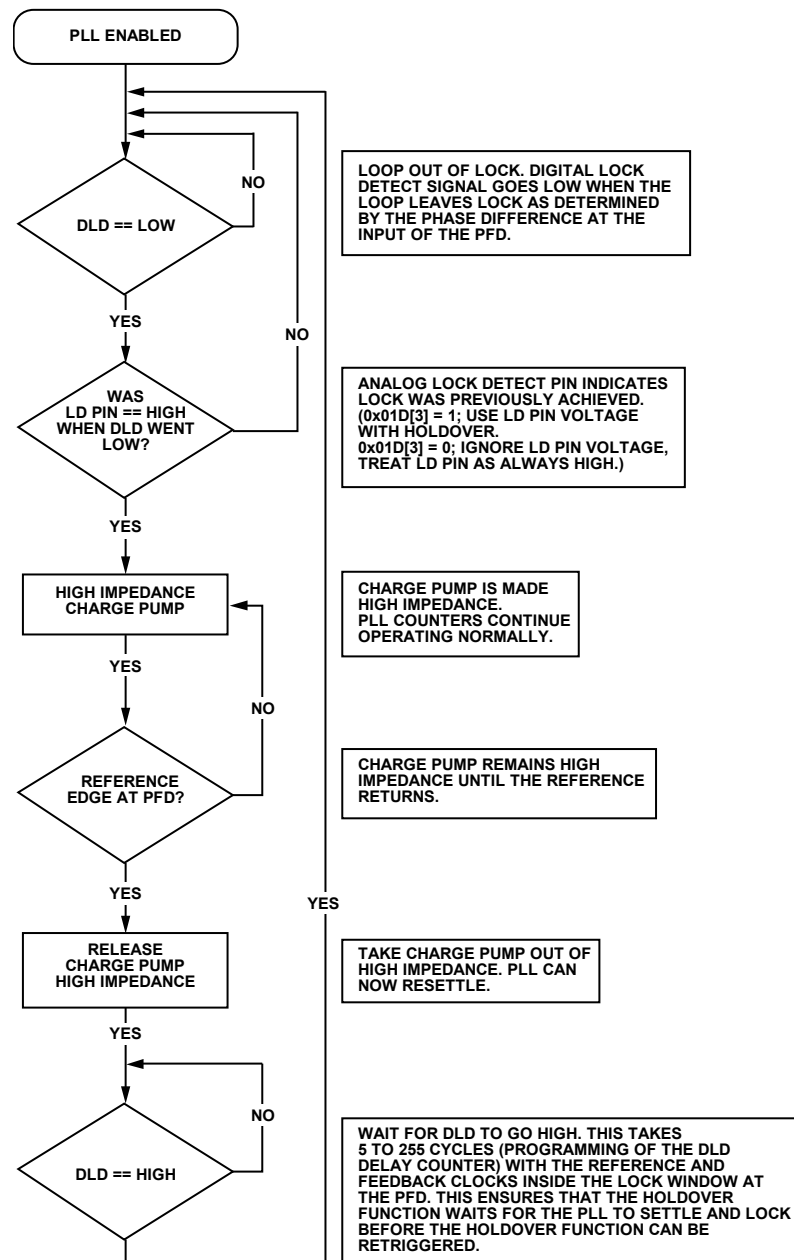 PLL ENABLED
NO
DLD == LOW
LOOP OUT OF LOCK. DIGITAL LOCK
DETECT SIGNAL GOES LOW WHEN THE
LOOP LEAVES LOCK AS DETERMINED
BY THE PHASE DIFFERENCE AT THE
INPUT OF THE PFD.
YES
NO
WAS
LD PIN == HIGH
WHEN DLD WENT
LOW?
ANALOG LOCK DETECT PIN INDICATES
LOCK WAS PREVIOUSLY ACHIEVED.
(0x01D[3] = 1; USE LD PIN VOLTAGE
WITH HOLDOVER.
0x01D[3] = 0; IGNORE LD PIN VOLTAGE,
TREAT LD PIN AS ALWAYS HIGH.)
YES
HIGH IMPEDANCE
CHARGE PUMP
CHARGE PUMP IS MADE
HIGH IMPEDANCE.
PLL COUNTERS CONTINUE
OPERATING NORMALLY.
YES
NO
REFERENCE
EDGE AT PFD?
CHARGE PUMP REMAINS HIGH
IMPEDANCE UNTIL THE REFERENCE
RETURNS.
YES
YES
RELEASE
CHARGE PUMP
HIGH IMPEDANCE
TAKE CHARGE PUMP OUT OF
HIGH IMPEDANCE. PLL CAN
NOW RESETTLE.
YES
NO
DLD == HIGH
WAIT FOR DLD TO GO HIGH. THIS TAKES
5 TO 255 CYCLES (PROGRAMMING OF THE DLD
DELAY COUNTER) WITH THE REFERENCE AND
FEEDBACK CLOCKS INSIDE THE LOCK WINDOW AT
THE PFD. THIS ENSURES THAT THE HOLDOVER
FUNCTION WAITS FOR THE PLL TO SETTLE AND LOCK
BEFORE THE HOLDOVER FUNCTION CAN BE
RETRIGGERED.